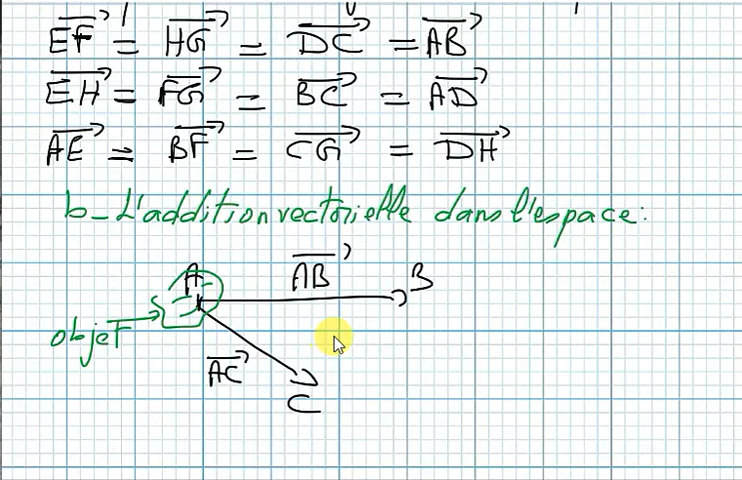 EF = HG = DC = AB
EH = FG = BC = AD
AE = BF = CG = DH
b- L'addition vectorielle dans l'espace:
A AB B
objet
AC
C